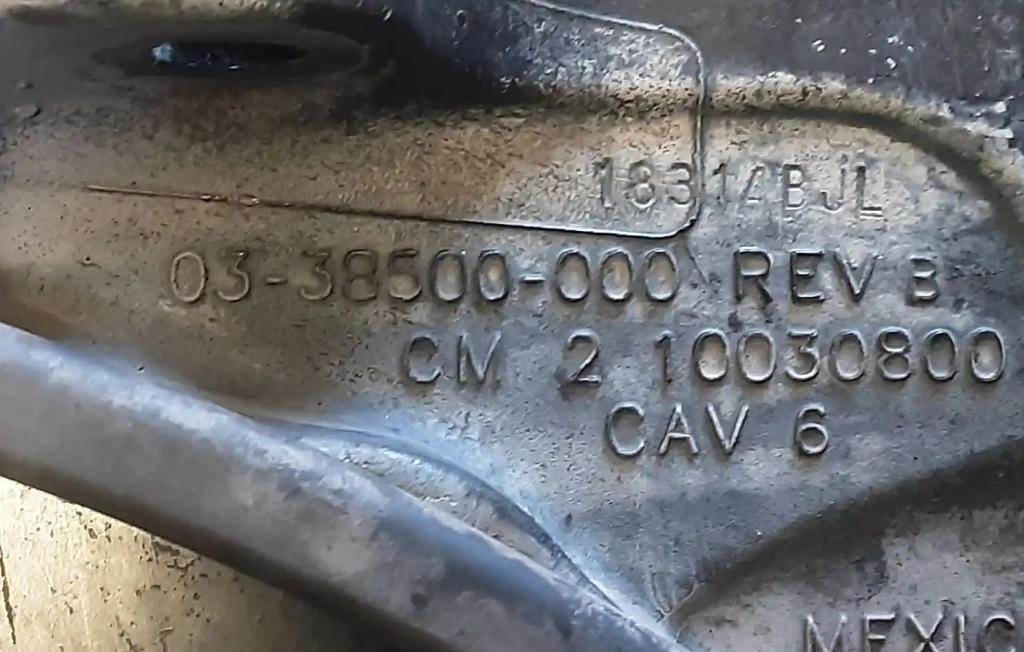 18314BJL
03-38500-000 REV B
CM 2 10030800
CAV 6
MEXIC